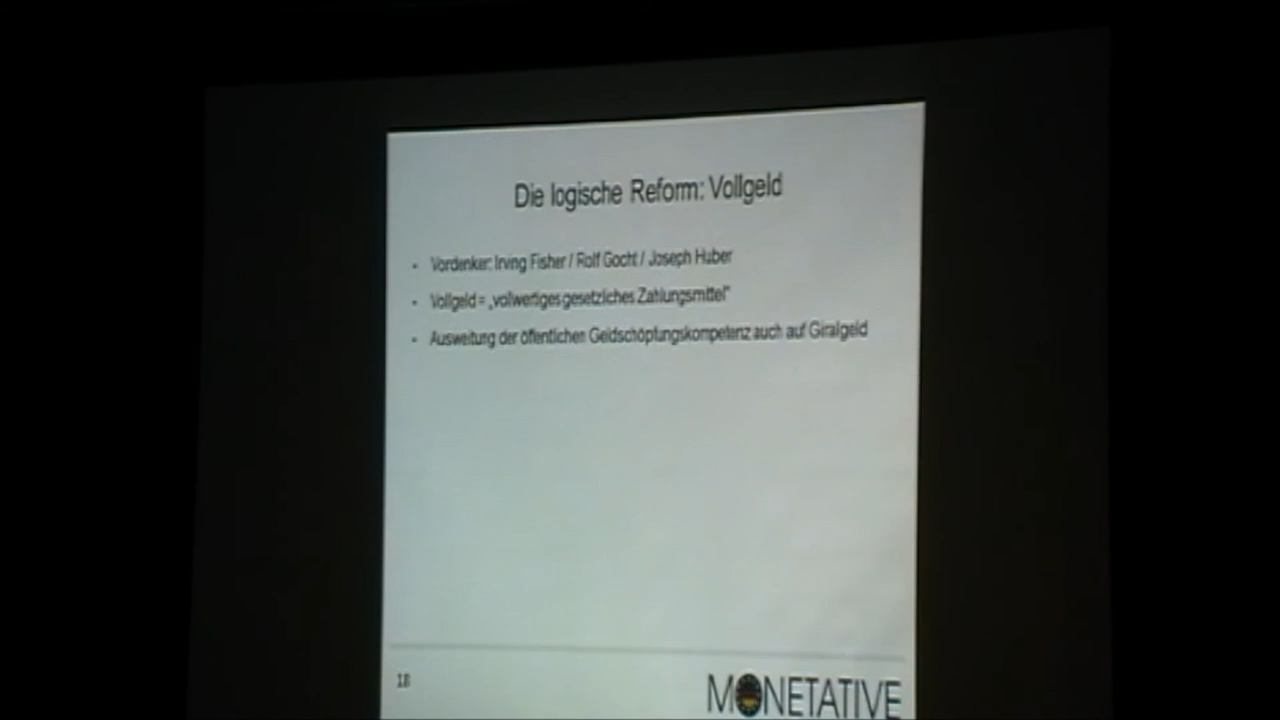 Die logische Reform: Vollgeld
• Vordenker: Irving Fisher / Rolf Gocht / Joseph Huber
• Vollgeld = „vollwertiges gesetzliches Zahlungsmittel“
• Ausweitung der öffentlichen Geldschöpfungskompetenz auch auf Giralgeld
18
MONETATIVE